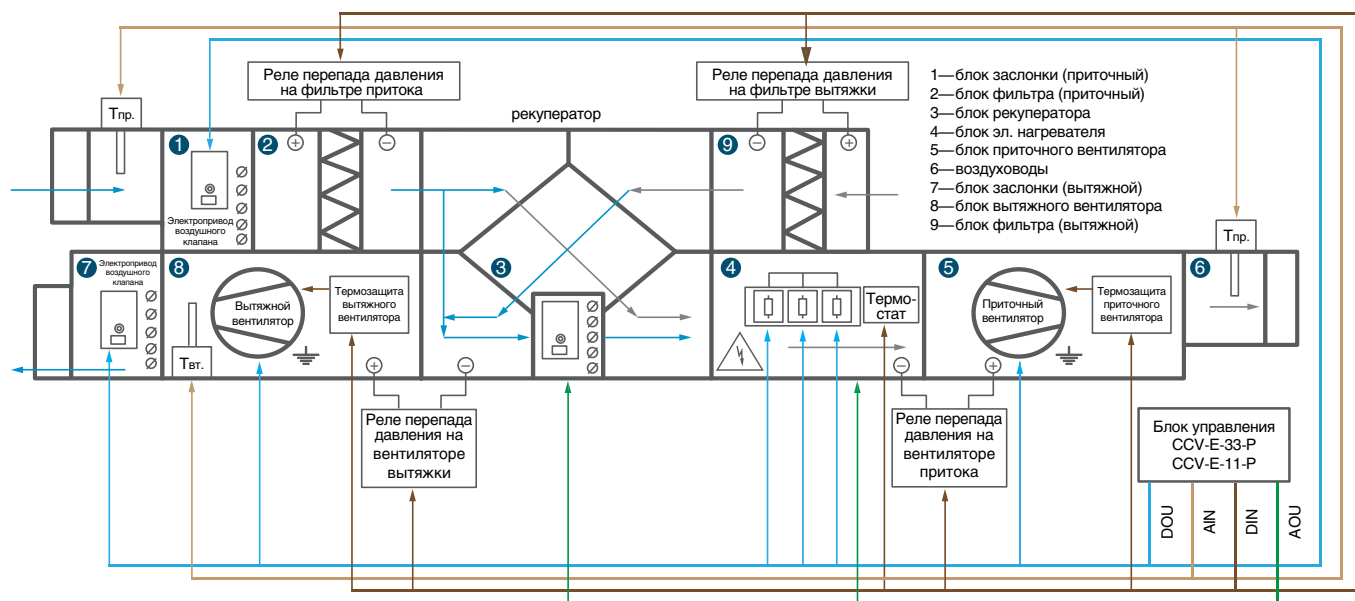 Реле перепада давления
на фильтре притока
Реле перепада давления
на фильтре вытяжки
1—блок заслонки (приточный)
2—блок фильтра (приточный)
3—блок рекуператора
4—блок эл. нагревателя
5—блок приточного вентилятора
6—воздуховоды
7—блок заслонки (вытяжной)
8—блок вытяжного вентилятора
9—блок фильтра (вытяжной)
Тпр.
рекуператор
1
2
9
+
−
−
+
Электропривод
воздушного
клапана
Тпр.
7
Электропривод
воздушного
клапана
8
Вытяжной
вентилятор
Термозащита
вытяжного
вентилятора
3
4
Термо-
стат
5
Приточный
вентилятор
Термозащита
приточного
вентилятора
6
Твт.
+
−
−
+
Реле перепада
давления на
вентиляторе
вытяжки
Реле перепада
давления на
вентиляторе
притока
Блок управления
CCV-E-33-P
CCV-E-11-P
DOU
AIN
DIN
AOU